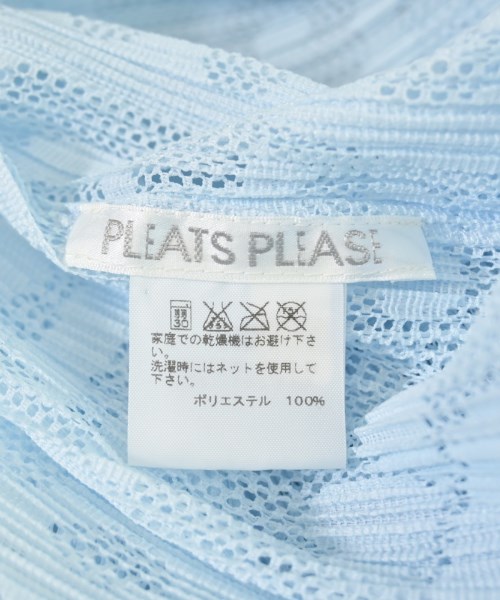 PLEATS PLEASE
30
家庭での乾燥機はお避け下さ
い。
洗濯時にはネットを使用して
下さい。
ポリエステル 100%